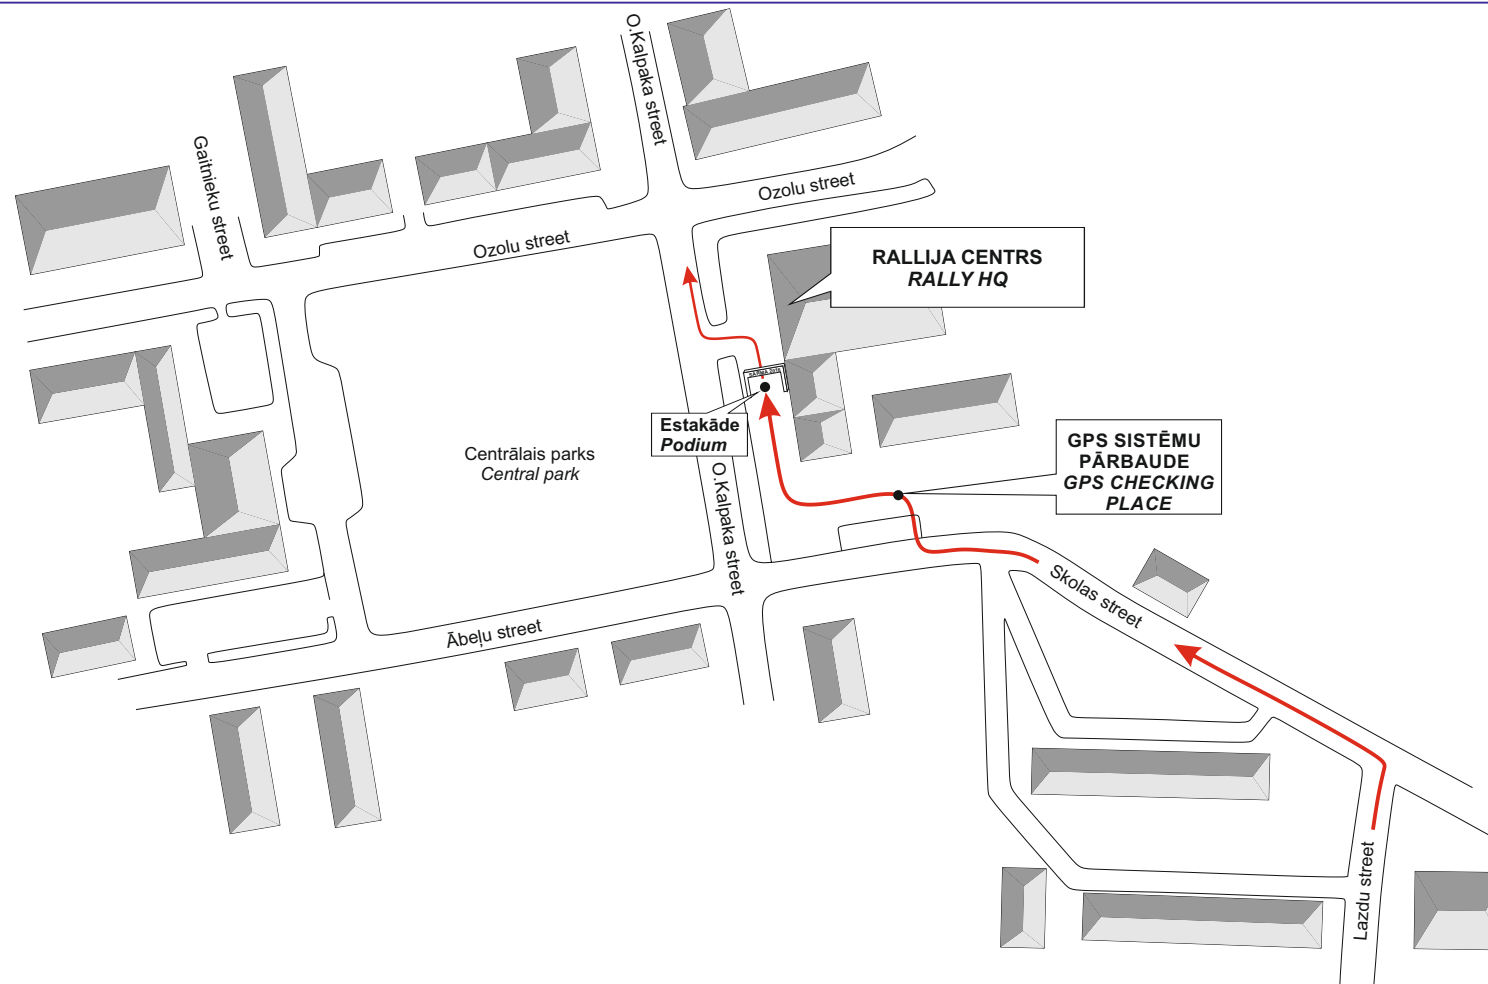 O.Kalpaka street
Gaitnieku street
Ozolu street
Ozolu street
RALLIJA CENTRS
RALLY HQ
Estakāde
Podium
Centrālais parks
Central park
GPS SISTĒMU
PĀRBAUDE
GPS CHECKING
PLACE
O.Kalpaka street
Skolas street
Ābeļu street
Lazdu street